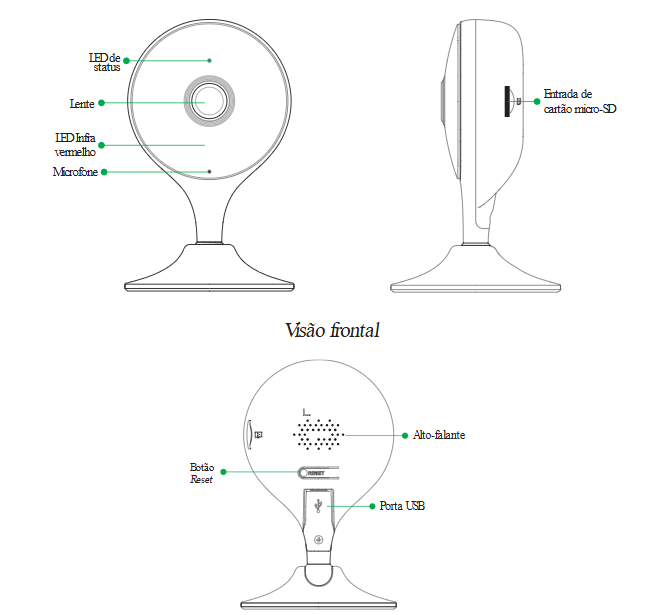 LED de
status
Lente
LED Infra
vermelho
Microfone
Entrada de
cartão micro-SD
Visão frontal
Alto-falante
Botão
Reset
RESET
Porta USB